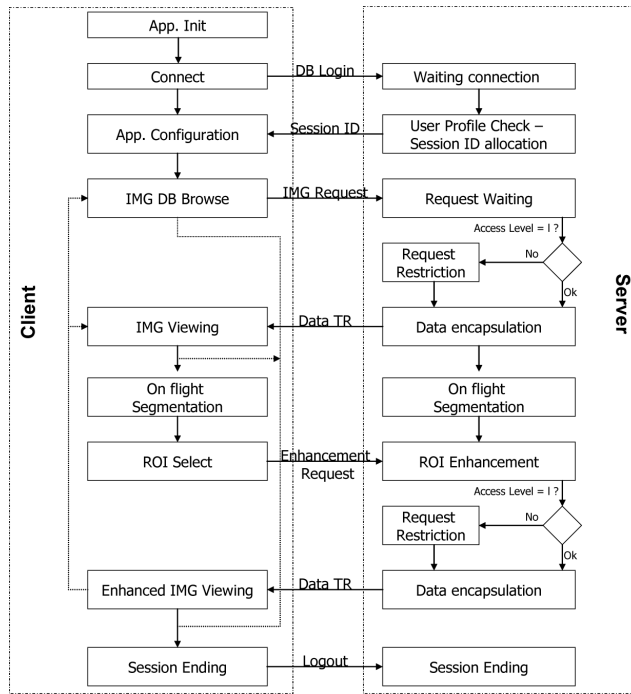 App. Init
Connect
DB Login
Waiting connection
App. Configuration
Session ID
User Profile Check –
Session ID allocation
IMG DB Browse
IMG Request
Request Waiting
Access Level = I ?
No
Request
Restriction
Ok
Client
Server
IMG Viewing
Data TR
Data encapsulation
On flight
Segmentation
On flight
Segmentation
ROI Select
Enhancement
Request
ROI Enhancement
Access Level = I ?
No
Request
Restriction
Ok
Enhanced IMG Viewing
Data TR
Data encapsulation
Session Ending
Logout
Session Ending